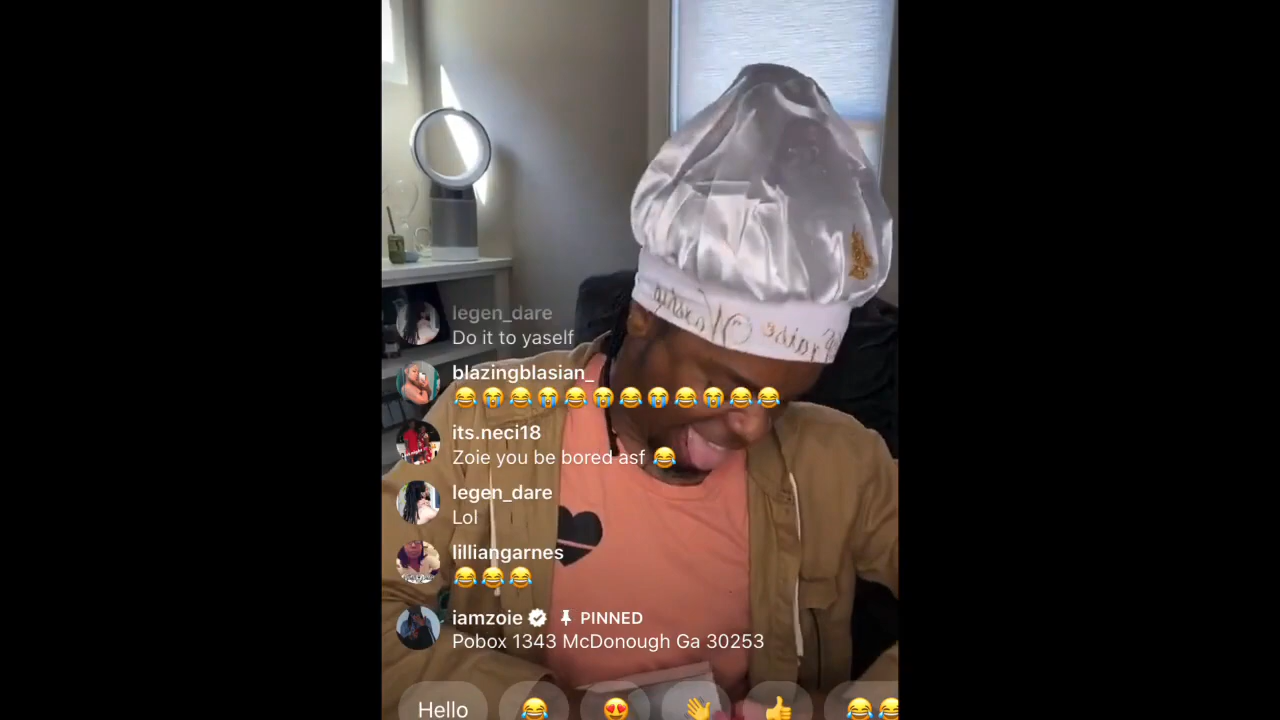 legen_dare
Do it to yaself
blazingblasian_
😂😭😂😭😂😭😂😭😂😭😂😂
its.neci18
Zoie you be bored asf 😂
legen_dare
Lol
lilliangarnes
😂😂😂
iamzoie PINNED
Pobox 1343 McDonough Ga 30253
Hello 😂 😍 👋 👍 😂😂